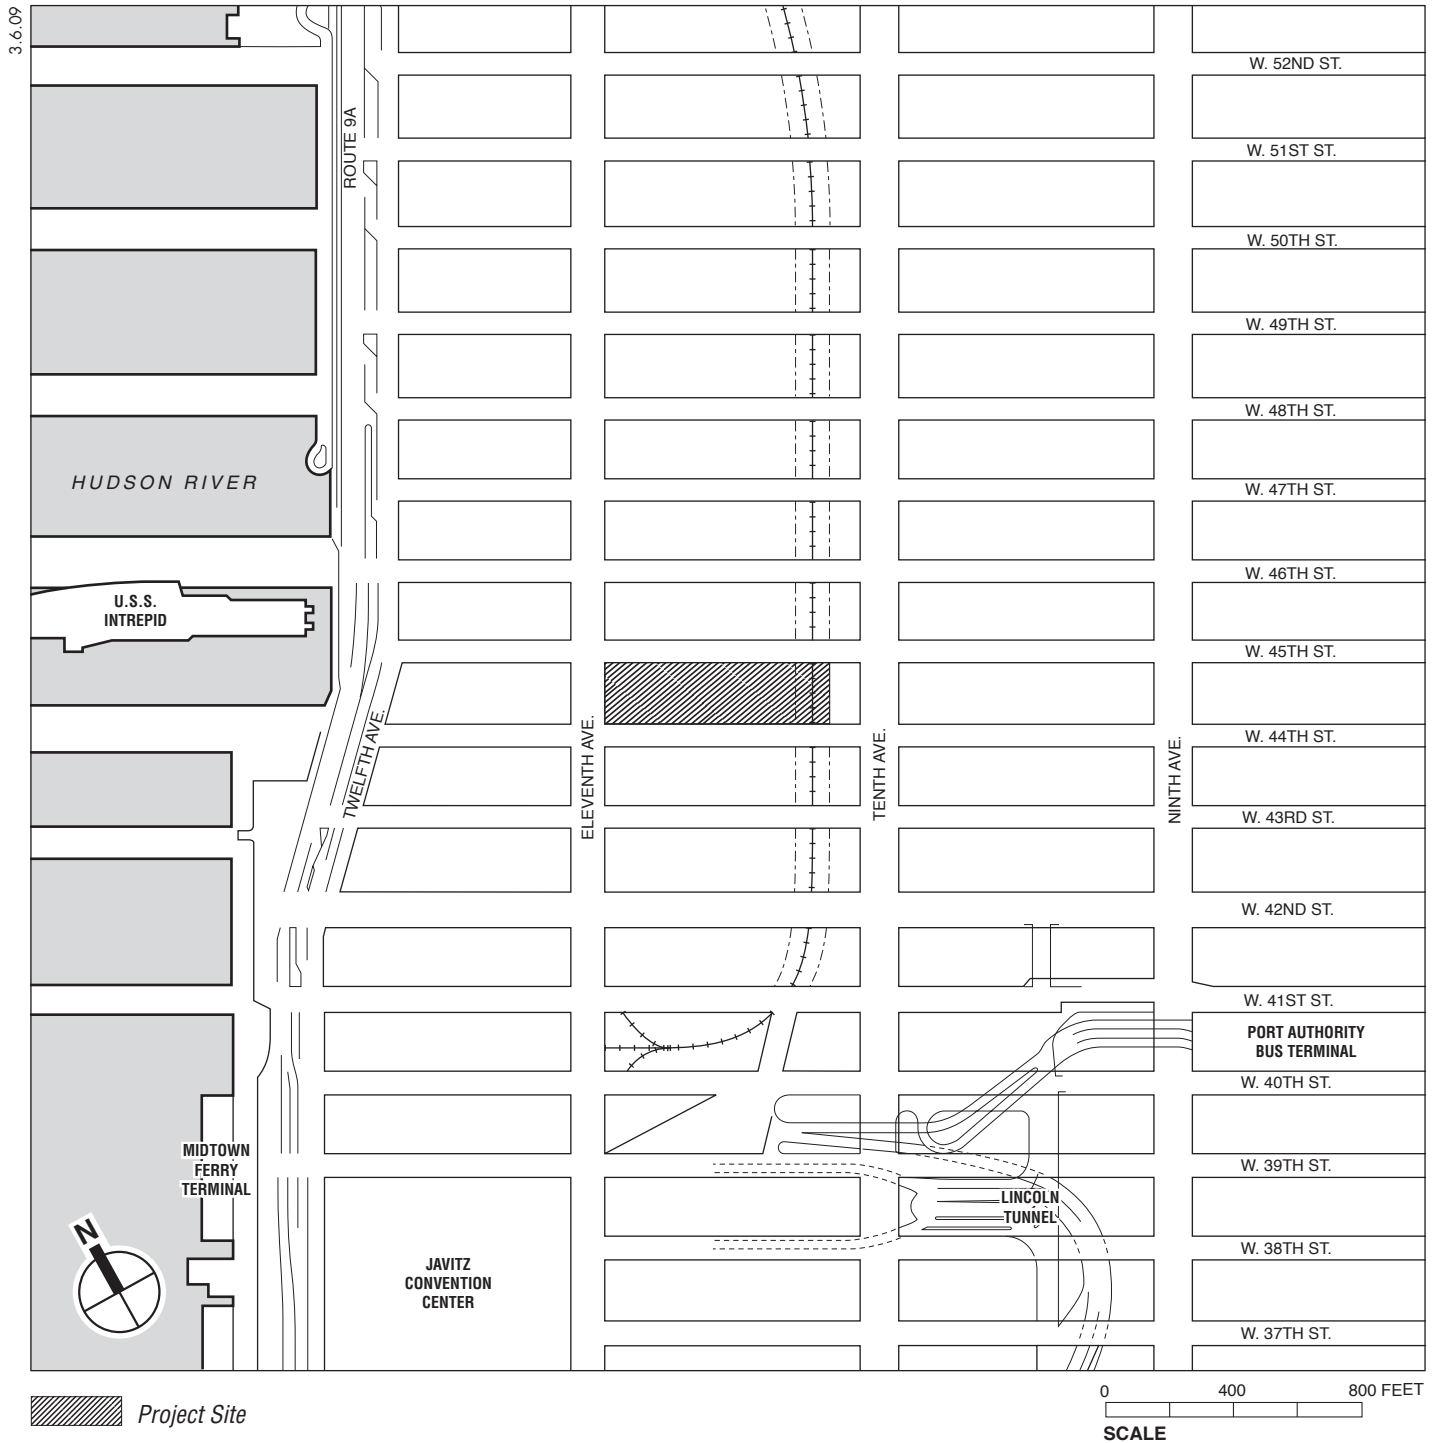 3.6.09
W. 52ND ST.
ROUTE 9A
W. 51ST ST.
W. 50TH ST.
W. 49TH ST.
W. 48TH ST.
HUDSON RIVER
W. 47TH ST.
W. 46TH ST.
U.S.S.
INTREPID
W. 45TH ST.
TWELFTH AVE.
ELEVENTH AVE.
TENTH AVE.
NINTH AVE.
W. 44TH ST.
W. 43RD ST.
W. 42ND ST.
W. 41ST ST.
PORT AUTHORITY
BUS TERMINAL
W. 40TH ST.
MIDTOWN
FERRY
TERMINAL
W. 39TH ST.
LINCOLN
TUNNEL
N
W. 38TH ST.
JAVITZ
CONVENTION
CENTER
W. 37TH ST.
Project Site
0 400 800 FEET
SCALE